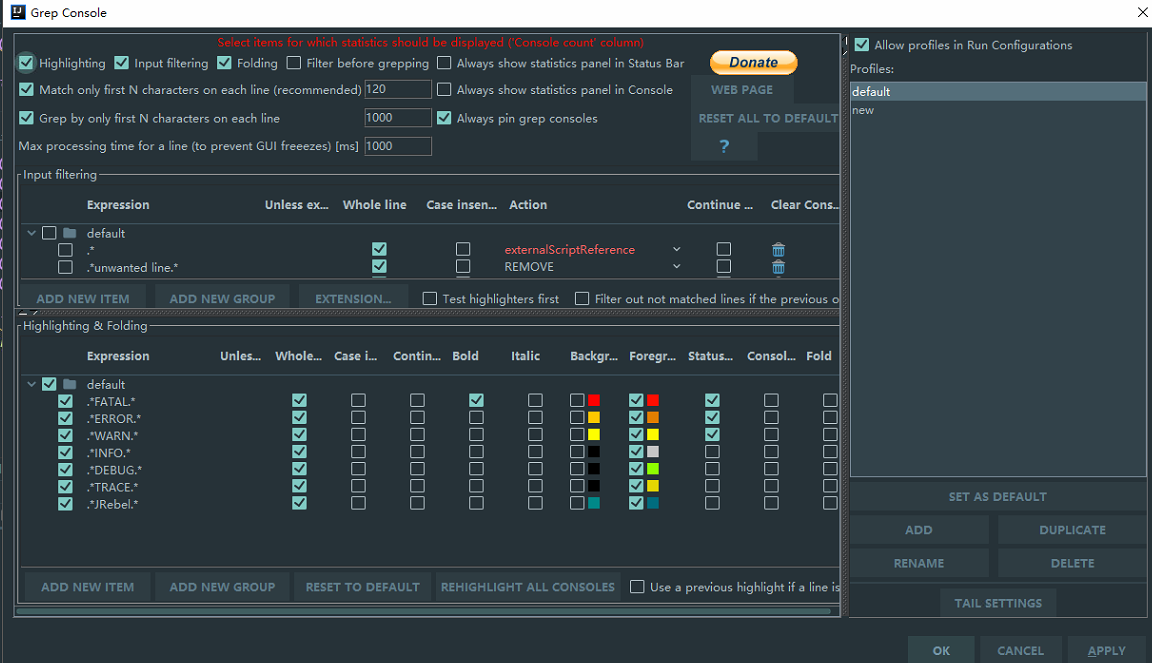 Grep Console
Select items for which statistics should be displayed ('Console count' column)
Highlighting Input filtering Folding Filter before grepping Always show statistics panel in Status Bar
Match only first N characters on each line (recommended) 120 Always show statistics panel in Console
Grep by only first N characters on each line 1000 Always pin grep consoles
Max processing time for a line (to prevent GUI freeezes) [ms] 1000
Donate
WEB PAGE
RESET ALL TO DEFAULT
?
Input filtering
Expression Unless ex... Whole line Case insen... Action Continue ... Clear Cons...
default
.* externalScriptReference
.*unwanted line.* REMOVE
ADD NEW ITEM ADD NEW GROUP EXTENSION... Test highlighters first Filter out not matched lines if the previous o
Highlighting & Folding
Expression Unles... Whole... Case i... Contin... Bold Italic Backgr... Foregr... Status... Consol... Fold
default
.*FATAL.*
.*ERROR.*
.*WARN.*
.*INFO.*
.*DEBUG.*
.*TRACE.*
.*JRebel.*
ADD NEW ITEM ADD NEW GROUP RESET TO DEFAULT REHIGHLIGHT ALL CONSOLES Use a previous highlight if a line is
Allow profiles in Run Configurations
Profiles:
default
new
SET AS DEFAULT
ADD DUPLICATE
RENAME DELETE
TAIL SETTINGS
OK CANCEL APPLY